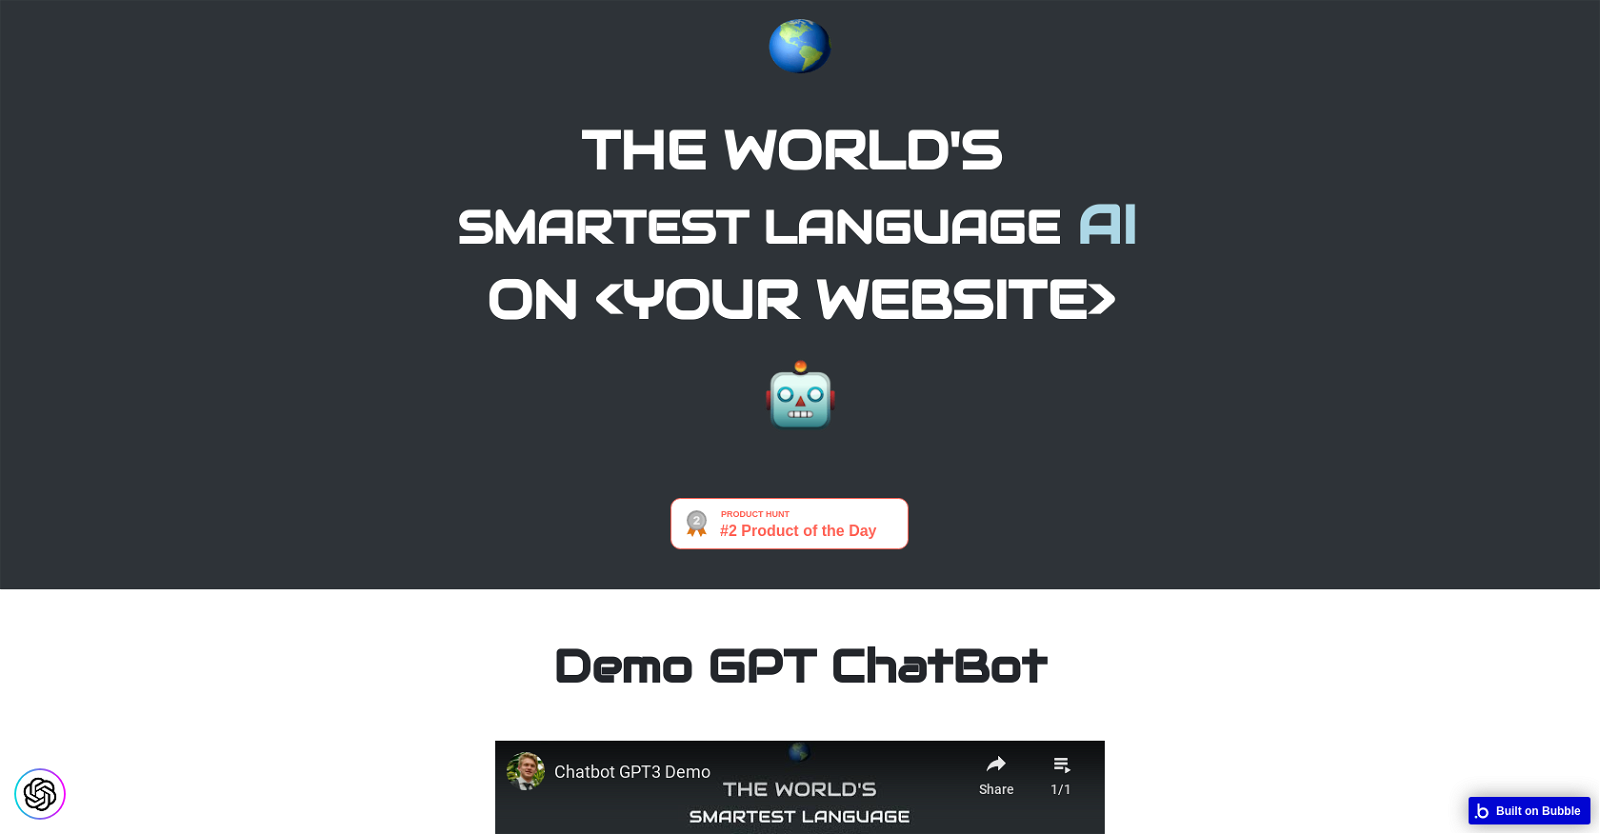 THE WORLD'S
SMARTEST LANGUAGE AI
ON <YOUR WEBSITE>
2
PRODUCT HUNT
#2 Product of the Day
Demo GPT ChatBot
Chatbot GPT3 Demo
THE WORLD'S
SMARTEST LANGUAGE
Share
1/1
b Built on Bubble